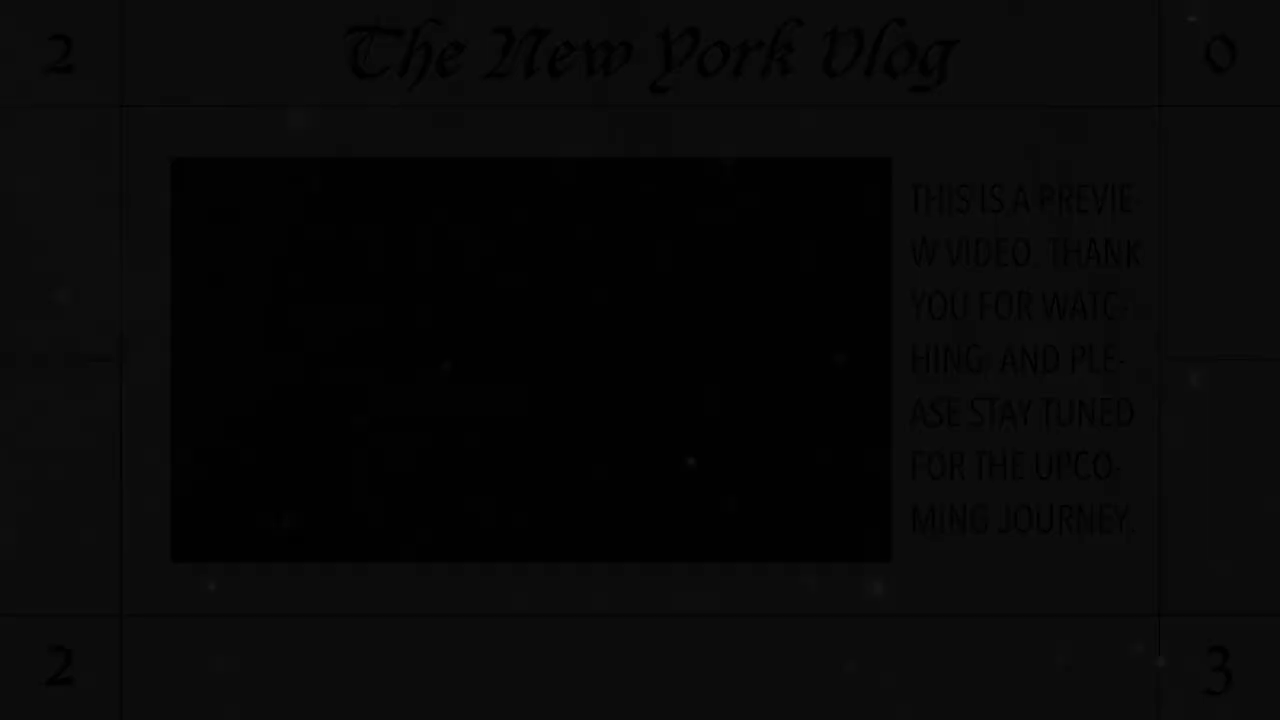 2
The New York Vlog
0
THIS IS A PREVIE-
W VIDEO. THANK
YOU FOR WATC-
HING, AND PLE-
ASE STAY TUNED
FOR THE UPCO-
MING JOURNEY.
2
3